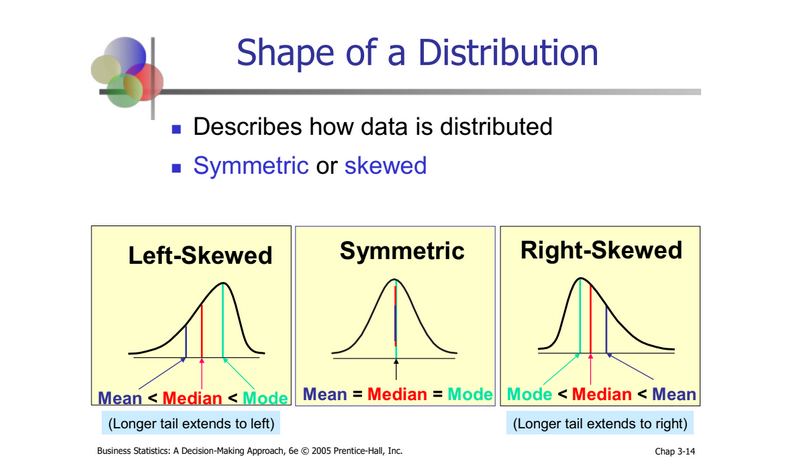 Shape of a Distribution
Describes how data is distributed
Symmetric or skewed
Left-Skewed
Mean < Median < Mode
(Longer tail extends to left)
Symmetric
Mean = Median = Mode
Right-Skewed
Mode < Median < Mean
(Longer tail extends to right)
Business Statistics: A Decision-Making Approach, 6e © 2005 Prentice-Hall, Inc.
Chap 3-14